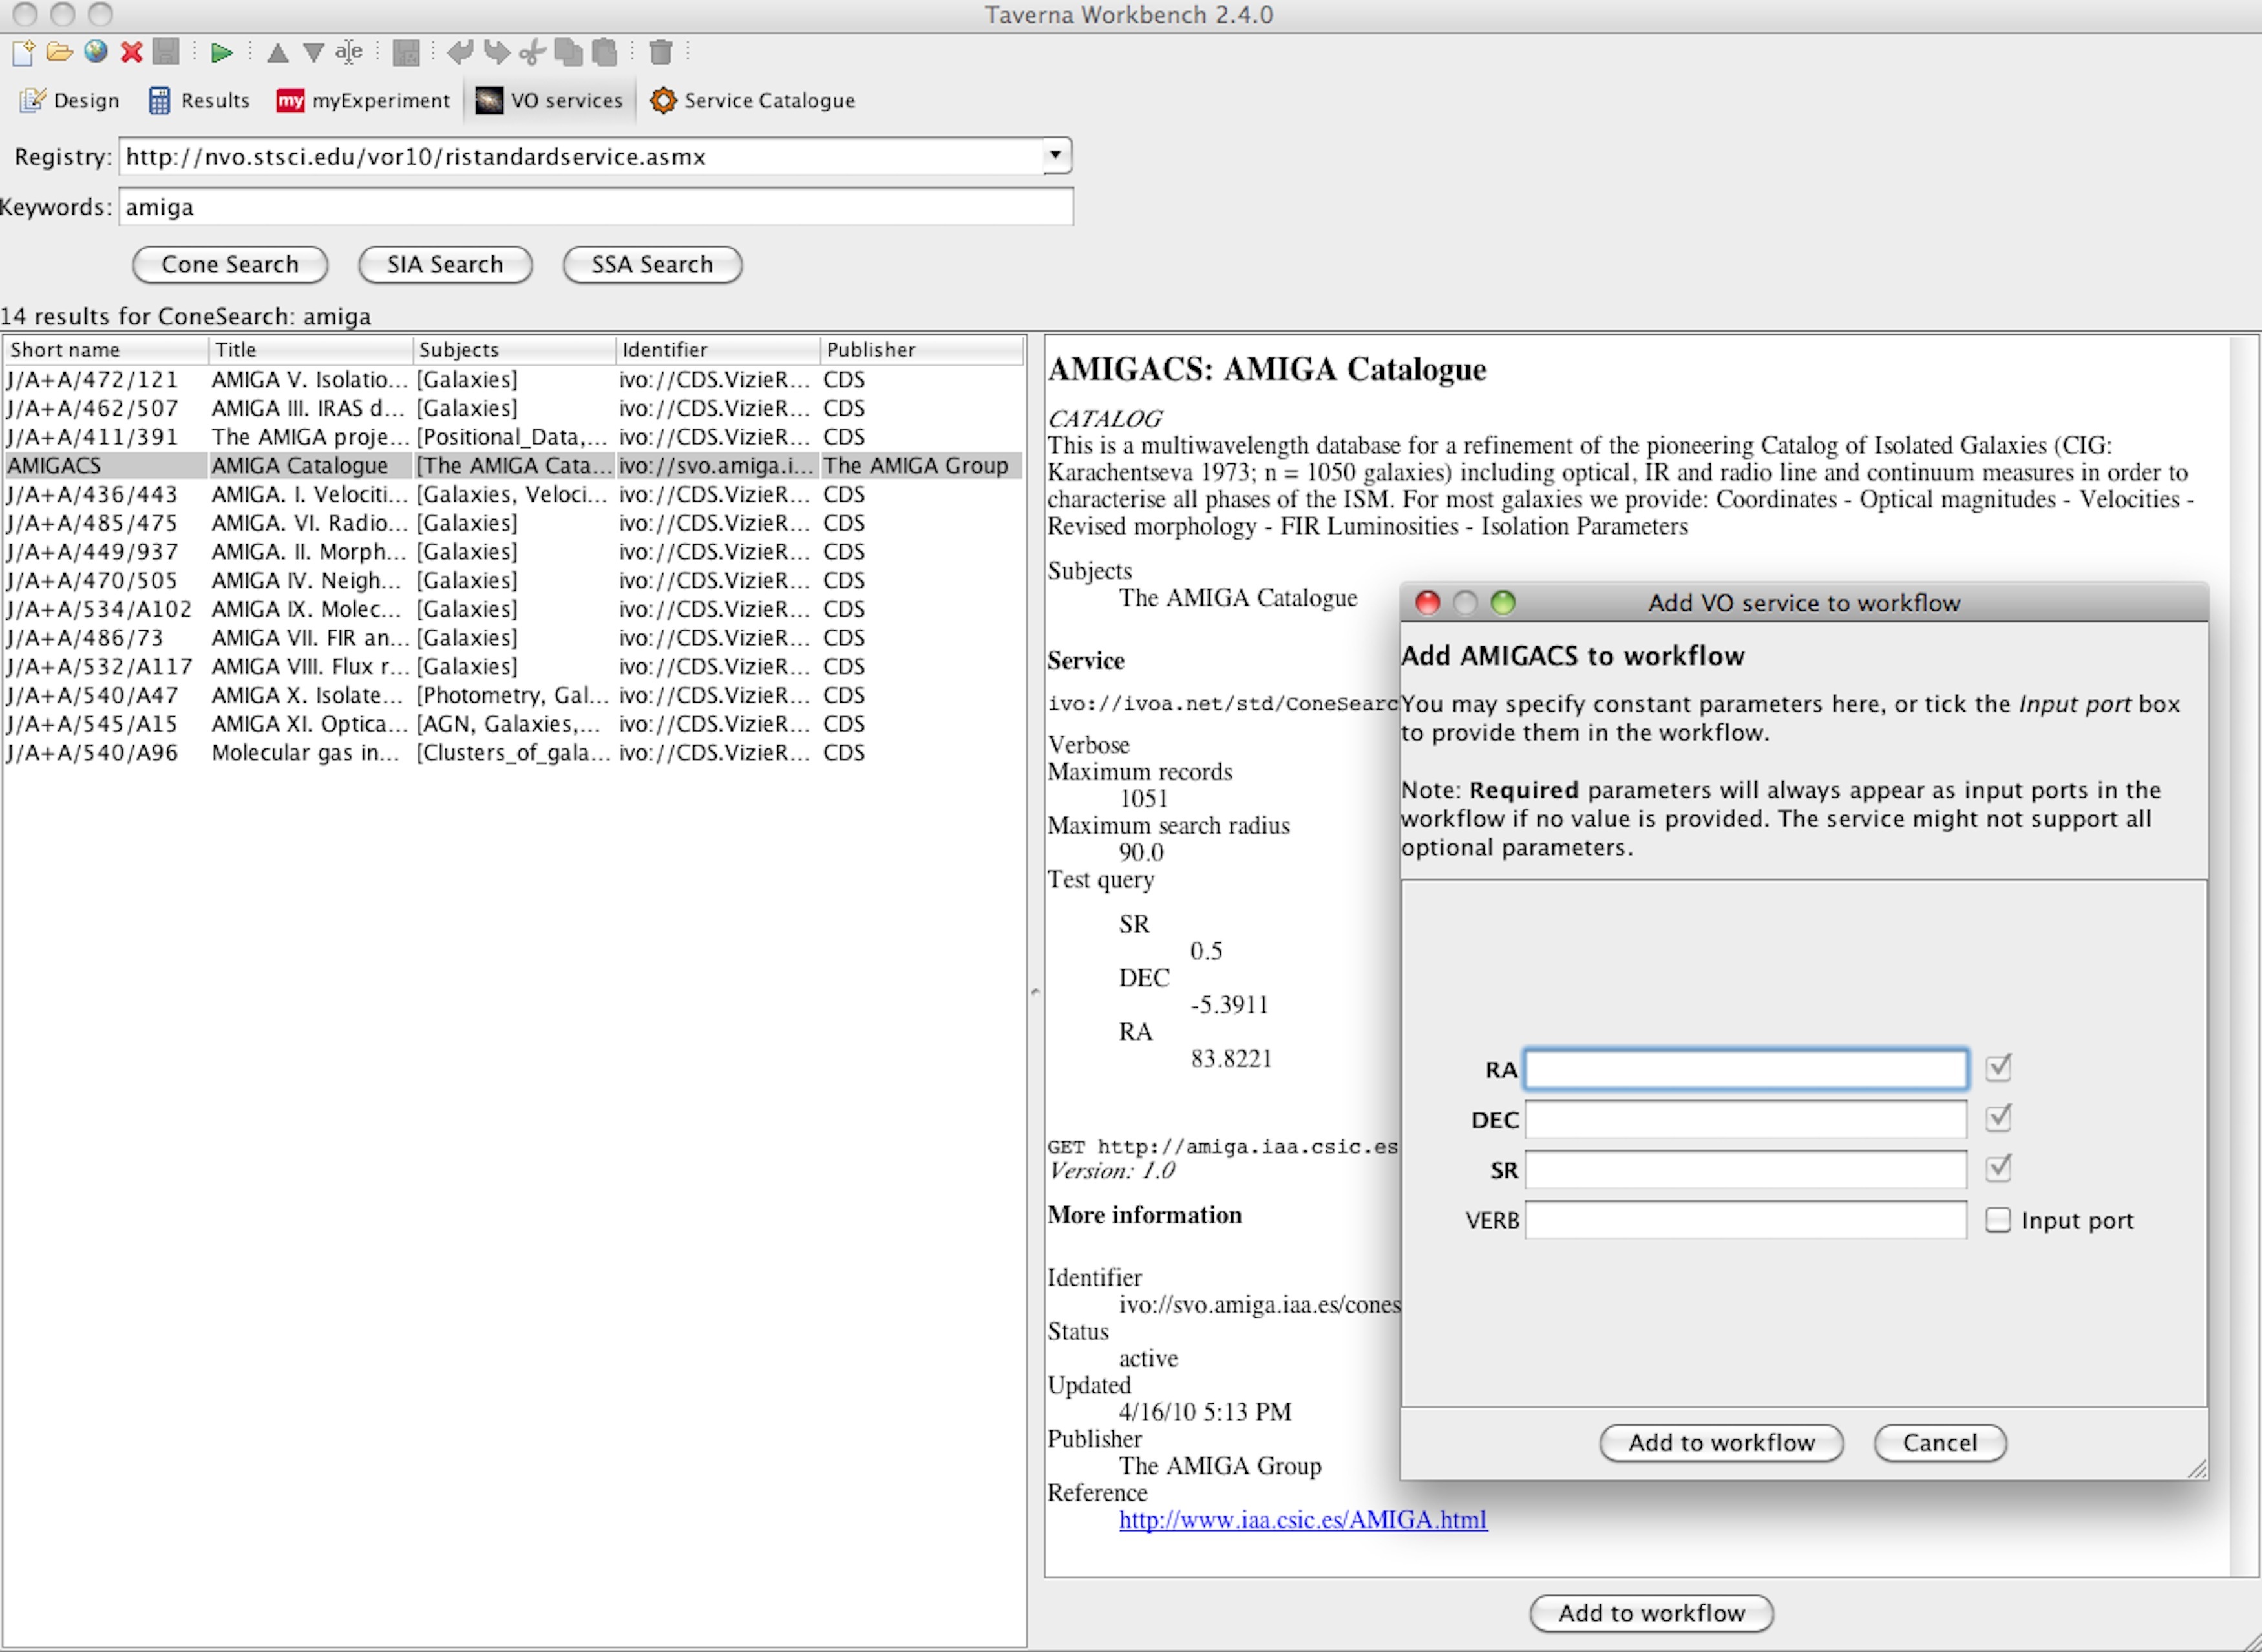 Taverna Workbench 2.4.0
Design Results my myExperiment VO services Service Catalogue
Registry: http://nvo.stsci.edu/vor10/ristandardservice.asmx
Keywords: amiga
Cone Search SIA Search SSA Search
14 results for ConeSearch: amiga
Short name Title Subjects Identifier Publisher
J/A+A/472/121 AMIGA V. Isolatio... [Galaxies] ivo://CDS.VizieR... CDS
J/A+A/462/507 AMIGA III. IRAS d... [Galaxies] ivo://CDS.VizieR... CDS
J/A+A/411/391 The AMIGA proje... [Positional_Data,... ivo://CDS.VizieR... CDS
AMIGACS AMIGA Catalogue [The AMIGA Cata... ivo://svo.amiga.i... The AMIGA Group
J/A+A/436/443 AMIGA. I. Velociti... [Galaxies, Veloci... ivo://CDS.VizieR... CDS
J/A+A/485/475 AMIGA. VI. Radio... [Galaxies] ivo://CDS.VizieR... CDS
J/A+A/449/937 AMIGA. II. Morph... [Galaxies] ivo://CDS.VizieR... CDS
J/A+A/470/505 AMIGA IV. Neigh... [Galaxies] ivo://CDS.VizieR... CDS
J/A+A/534/A102 AMIGA IX. Molec... [Galaxies] ivo://CDS.VizieR... CDS
J/A+A/486/73 AMIGA VII. FIR an... [Galaxies] ivo://CDS.VizieR... CDS
J/A+A/532/A117 AMIGA VIII. Flux r... [Galaxies] ivo://CDS.VizieR... CDS
J/A+A/540/A47 AMIGA X. Isolate... [Photometry, Gal... ivo://CDS.VizieR... CDS
J/A+A/545/A15 AMIGA XI. Optica... [AGN, Galaxies,... ivo://CDS.VizieR... CDS
J/A+A/540/A96 Molecular gas in... [Clusters_of_gala... ivo://CDS.VizieR... CDS
AMIGACS: AMIGA Catalogue
CATALOG
This is a multiwavelength database for a refinement of the pioneering Catalog of Isolated Galaxies (CIG:
Karachentseva 1973; n = 1050 galaxies) including optical, IR and radio line and continuum measures in order to
characterise all phases of the ISM. For most galaxies we provide: Coordinates - Optical magnitudes - Velocities -
Revised morphology - FIR Luminosities - Isolation Parameters
Subjects
The AMIGA Catalogue
Service
ivo://ivoa.net/std/ConeSearc
Verbose
Maximum records
1051
Maximum search radius
90.0
Test query
SR
0.5
DEC
-5.3911
RA
83.8221
GET http://amiga.iaa.csic.es
Version: 1.0
More information
Identifier
ivo://svo.amiga.iaa.es/cones
Status
active
Updated
4/16/10 5:13 PM
Publisher
The AMIGA Group
Reference
http://www.iaa.csic.es/AMIGA.html
Add to workflow
Add VO service to workflow
Add AMIGACS to workflow
You may specify constant parameters here, or tick the Input port box
to provide them in the workflow.
Note: Required parameters will always appear as input ports in the
workflow if no value is provided. The service might not support all
optional parameters.
RA
DEC
SR
VERB Input port
Add to workflow Cancel